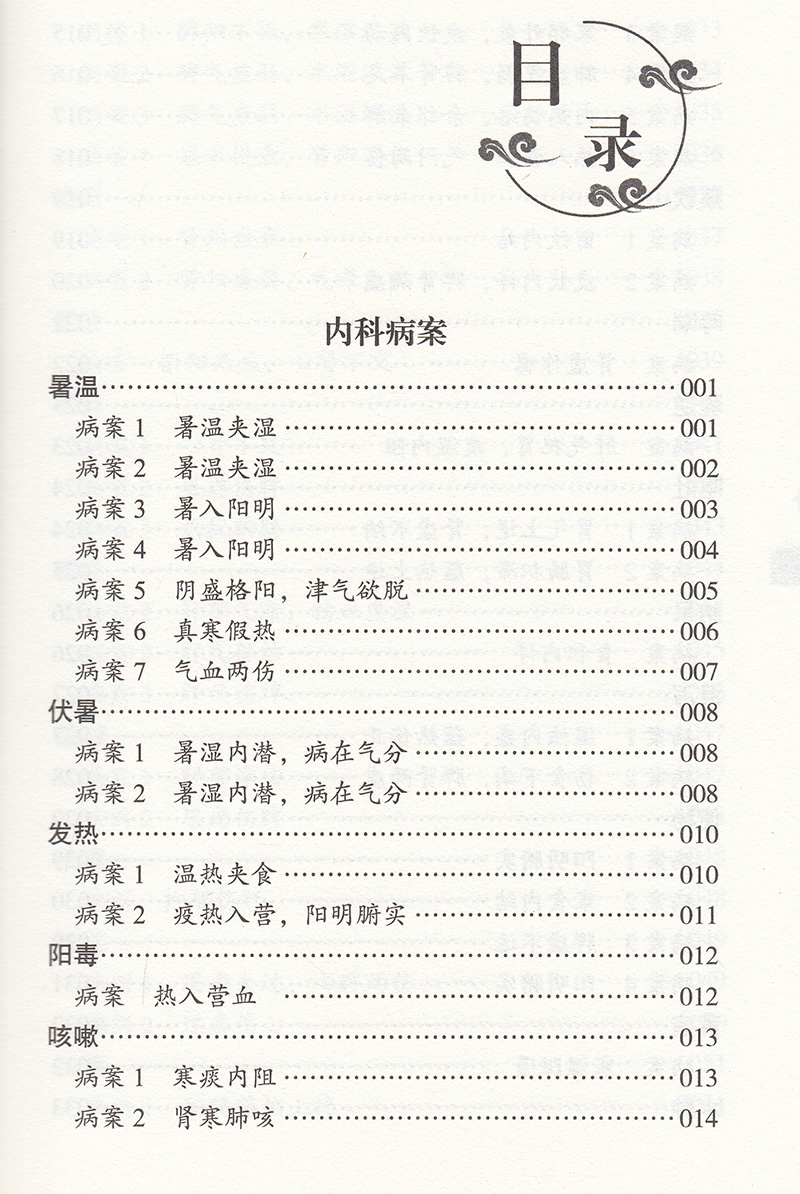 目录
内科病案
暑温……001
病案1 暑温夹湿……001
病案2 暑温夹湿……002
病案3 暑入阳明……003
病案4 暑入阳明……004
病案5 阴盛格阳，津气欲脱……005
病案6 真寒假热……006
病案7 气血两伤……007
伏暑……008
病案1 暑湿内潜，病在气分……008
病案2 暑湿内潜，病在气分……008
发热……010
病案1 温热夹食……010
病案2 疫热入营，阳明腑实……011
阳毒……012
病案 热入营血……012
咳嗽……013
病案1 寒痰内阻……013
病案2 肾寒肺咳……014